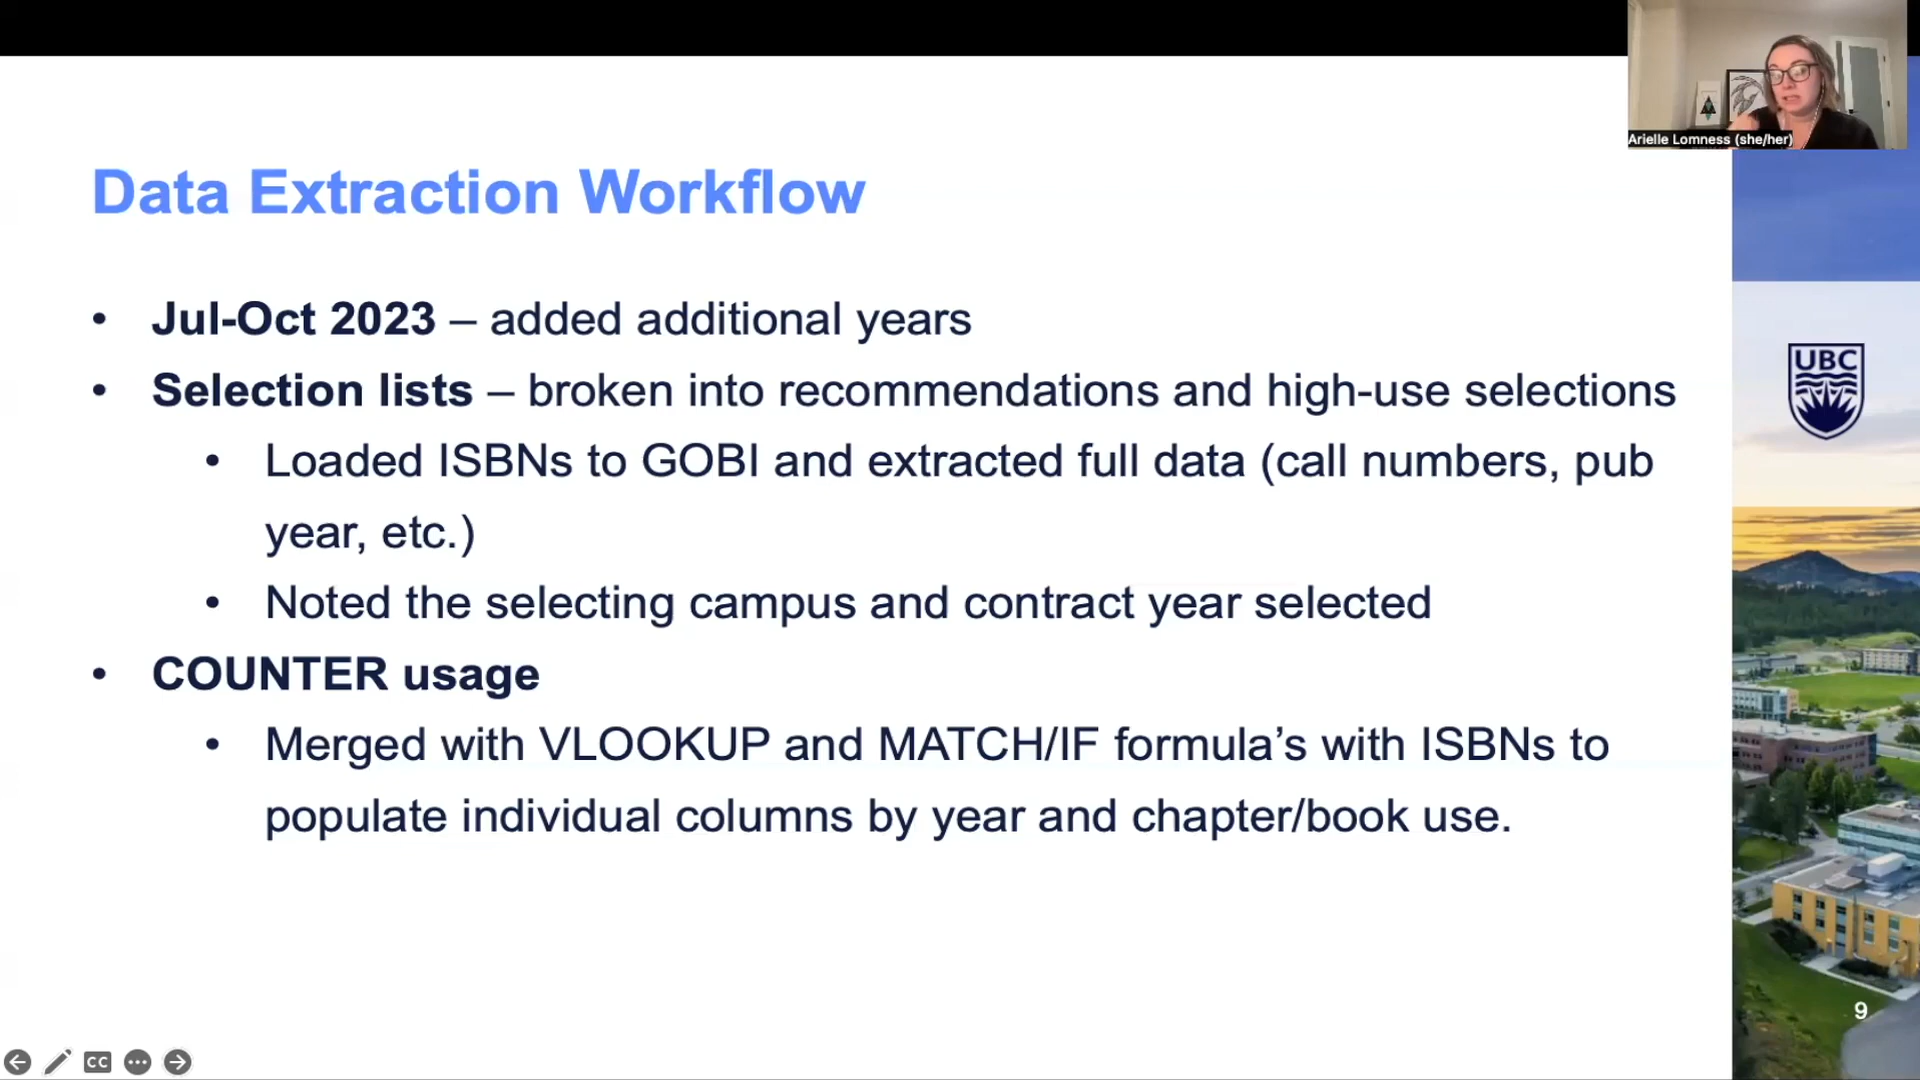 Arielle Lomness (she/her)
Data Extraction Workflow
• Jul-Oct 2023 – added additional years
• Selection lists – broken into recommendations and high-use selections
• Loaded ISBNs to GOBI and extracted full data (call numbers, pub
year, etc.)
• Noted the selecting campus and contract year selected
• COUNTER usage
• Merged with VLOOKUP and MATCH/IF formula’s with ISBNs to
populate individual columns by year and chapter/book use.
UBC
9
CC